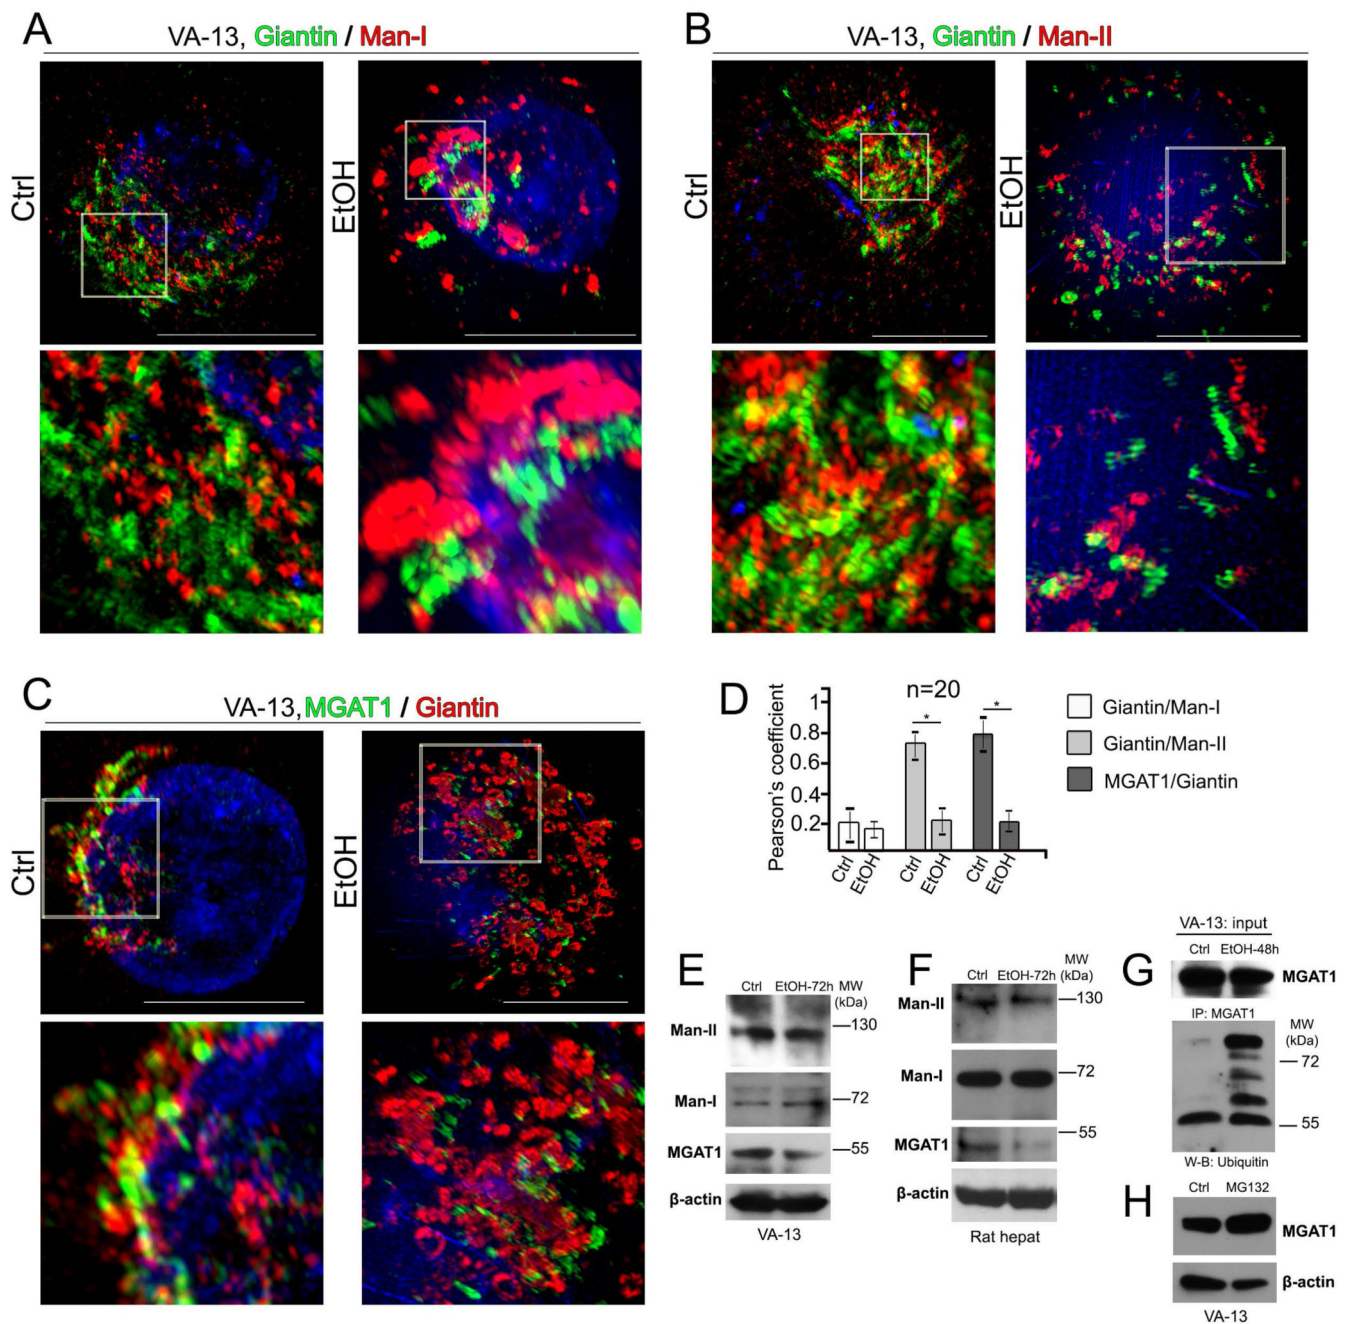 A
VA-13, Giantin / Man-I
Ctrl
EtOH
B
VA-13, Giantin / Man-II
Ctrl
EtOH
C
VA-13, MGAT1 / Giantin
Ctrl
EtOH
D
n=20
Pearson's coefficient
1
0.8
0.6
0.4
0.2
* *
Ctrl EtOH Ctrl EtOH Ctrl EtOH
Giantin/Man-I
Giantin/Man-II
MGAT1/Giantin
E
Ctrl EtOH-72h MW (kDa)
Man-II 130
Man-I 72
MGAT1 55
β-actin
VA-13
F
Ctrl EtOH-72h MW (kDa)
Man-II 130
Man-I 72
MGAT1 55
β-actin
Rat hepat
G
VA-13: input
Ctrl EtOH-48h
MGAT1
IP: MGAT1
MW (kDa)
72
55
W-B: Ubiquitin
H
Ctrl MG132
MGAT1
β-actin
VA-13